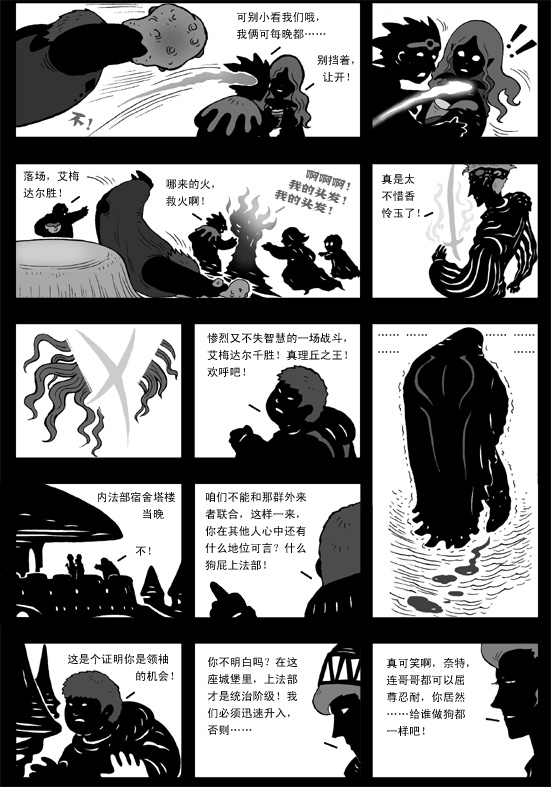 可别小看我们哦，
我俩可每晚都……
别挡着，
让开！
不！
!!
落场，艾梅
达尔胜！
哪来的火，
救火啊！
啊啊啊！
我的头发！
我的头发！
真是太
不惜香
怜玉了！
惨烈又不失智慧的一场战斗，
艾梅达尔千胜！真理丘之王！
欢呼吧！
…… …… ……
…… ……
内法部宿舍塔楼
当晚
不！
咱们不能和那群外来
者联合，这样一来，
你在其他人心中还有
什么地位可言？什么
狗屁上法部！
这是个证明你是领袖
的机会！
你不明白吗？在这
座城堡里，上法部
才是统治阶级！我
们必须迅速升入，
否则……
真可笑啊，奈特，
连哥哥都可以屈
尊忍耐，你居然
……给谁做狗都
一样吧！